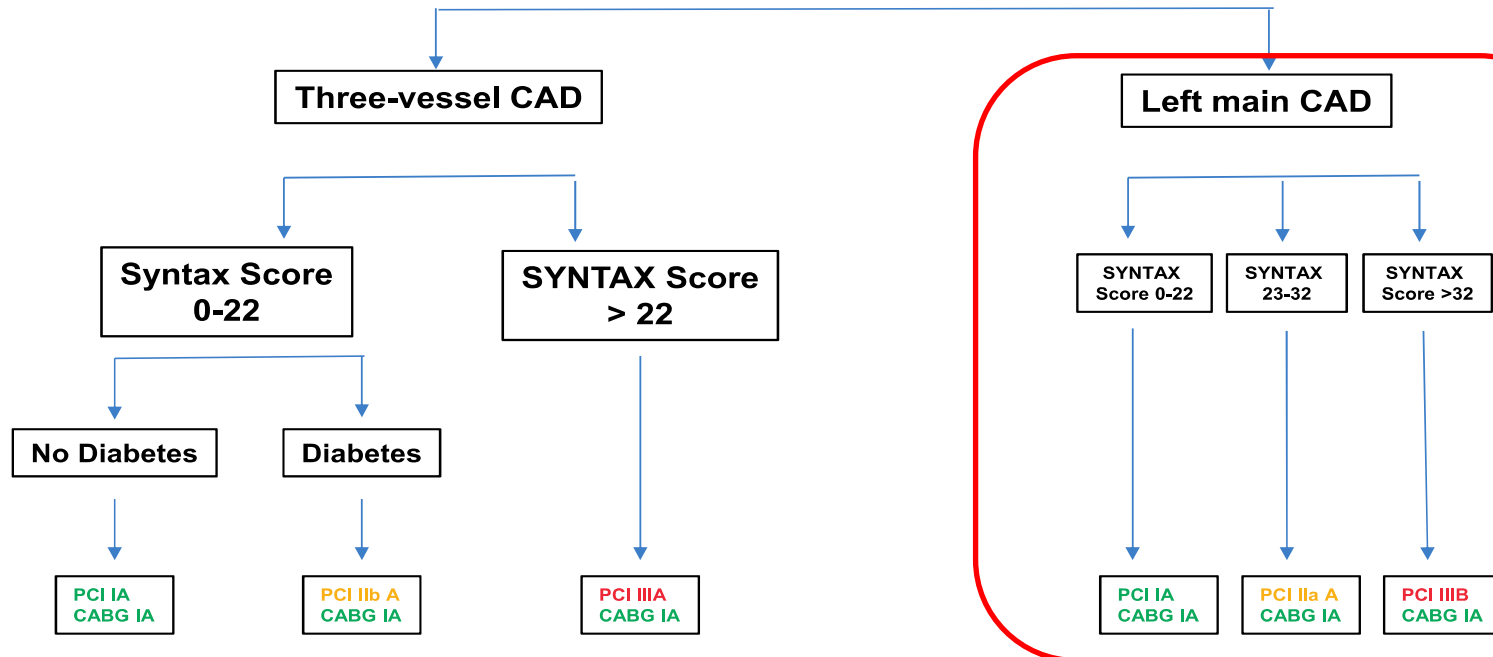 Three-vessel CAD
Left main CAD
Syntax Score
0-22
SYNTAX Score
> 22
SYNTAX
Score 0-22
SYNTAX
23-32
SYNTAX
Score >32
No Diabetes
Diabetes
PCI IA
CABG IA
PCI IIb A
CABG IA
PCI IIIA
CABG IA
PCI IA
CABG IA
PCI IIa A
CABG IA
PCI IIIB
CABG IA